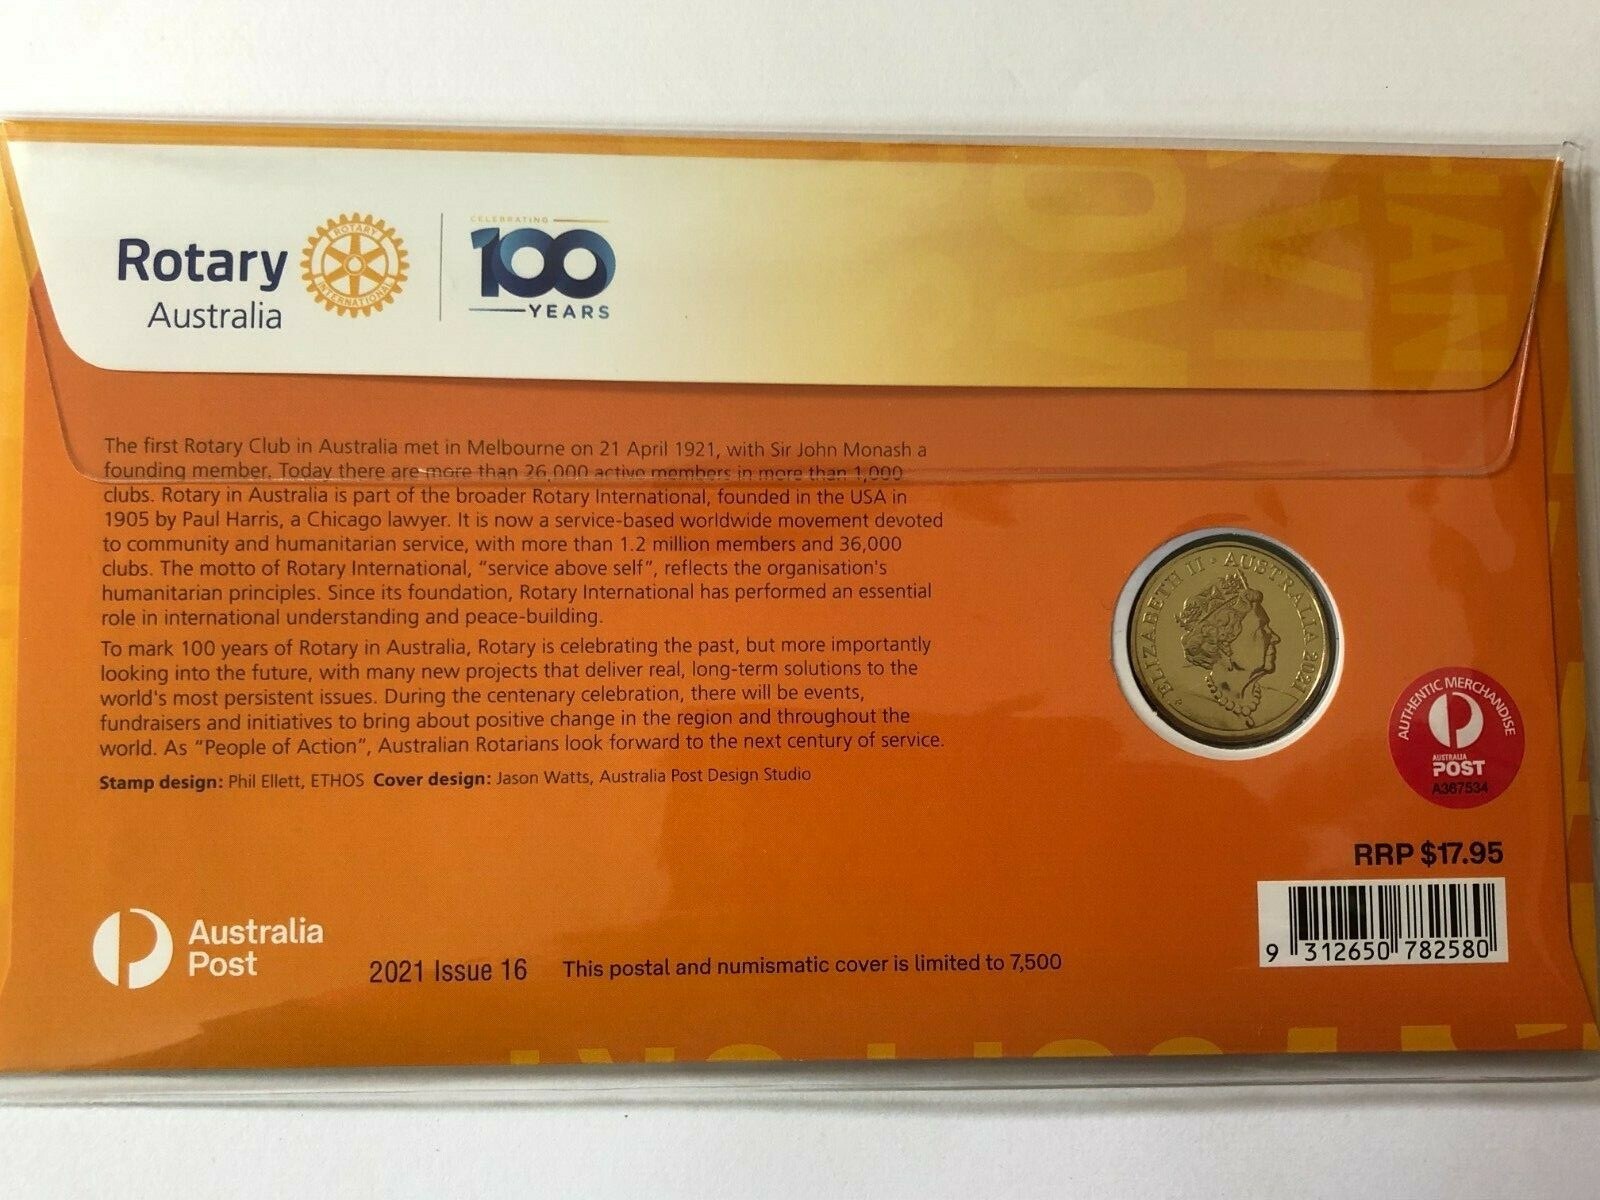 Rotary
Australia
ROTARY
INTERNATIONAL
CELEBRATING
100
YEARS
The first Rotary Club in Australia met in Melbourne on 21 April 1921, with Sir John Monash a
founding member. Today there are more than 26,000 active members in more than 1,000
clubs. Rotary in Australia is part of the broader Rotary International, founded in the USA in
1905 by Paul Harris, a Chicago lawyer. It is now a service-based worldwide movement devoted
to community and humanitarian service, with more than 1.2 million members and 36,000
clubs. The motto of Rotary International, “service above self”, reflects the organisation's
humanitarian principles. Since its foundation, Rotary International has performed an essential
role in international understanding and peace-building.
To mark 100 years of Rotary in Australia, Rotary is celebrating the past, but more importantly
looking into the future, with many new projects that deliver real, long-term solutions to the
world's most persistent issues. During the centenary celebration, there will be events,
fundraisers and initiatives to bring about positive change in the region and throughout the
world. As “People of Action”, Australian Rotarians look forward to the next century of service.
Stamp design: Phil Ellett, ETHOS Cover design: Jason Watts, Australia Post Design Studio
ELIZABETH II · AUSTRALIA 2021
AUTHENTIC MERCHANDISE
AUSTRALIA
POST
A367534
RRP $17.95
9 312650 782580
Australia
Post
2021 Issue 16
This postal and numismatic cover is limited to 7,500